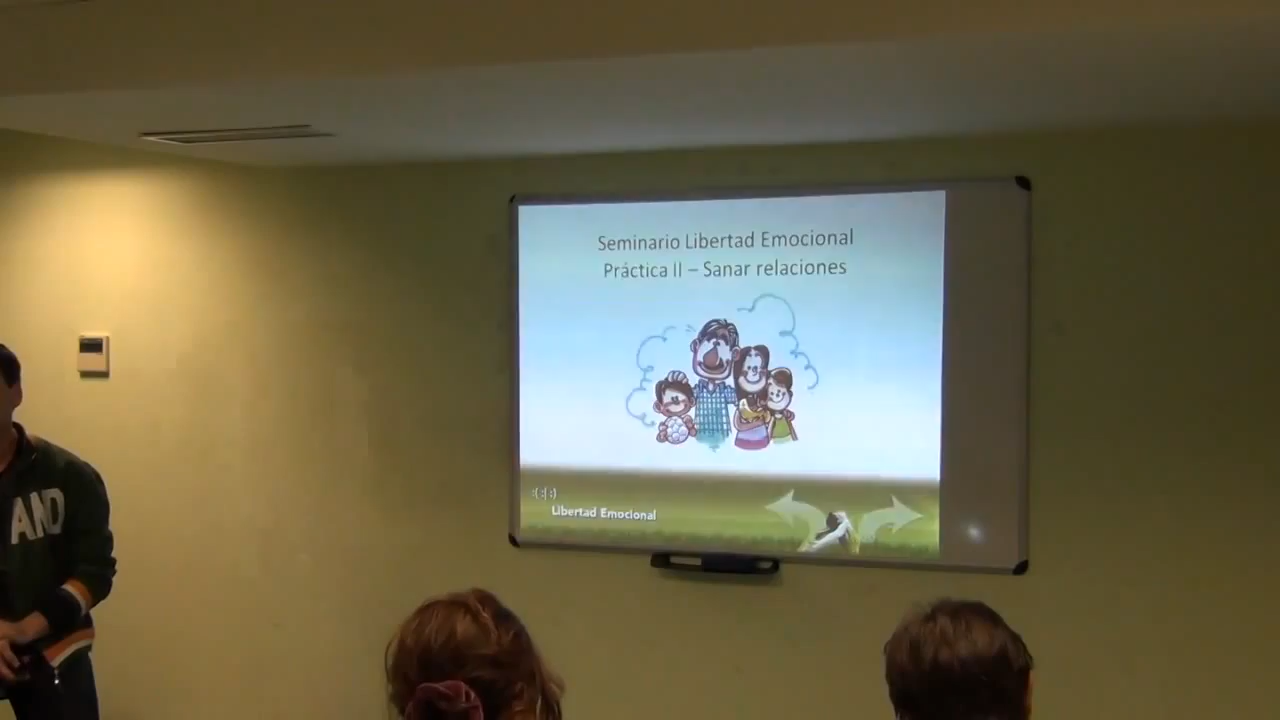 Seminario Libertad Emocional
Práctica II – Sanar relaciones
:(:|:)
Libertad Emocional
AND